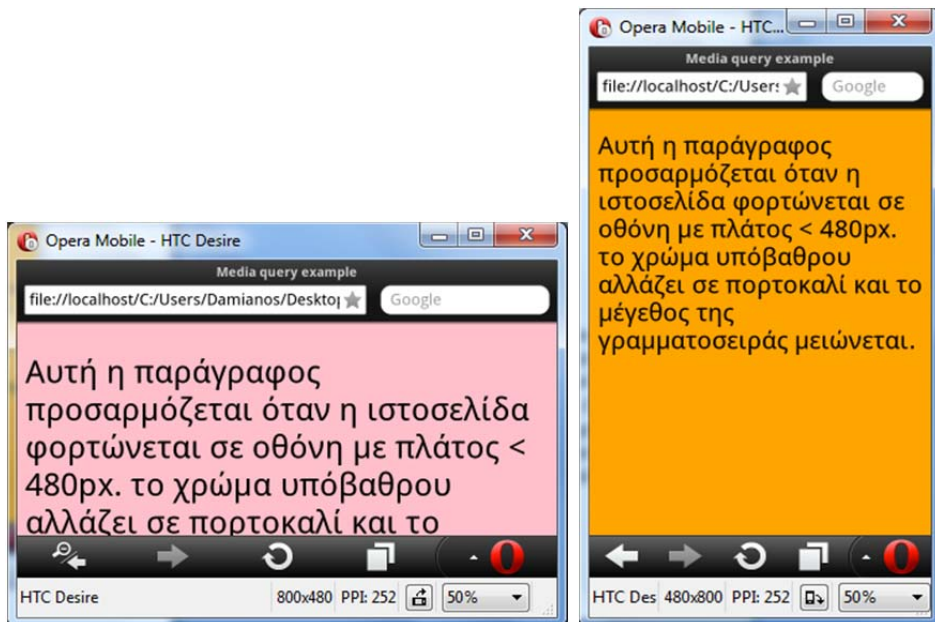 Opera Mobile - HTC Desire
Media query example
file://localhost/C:/Users/Damianos/Desktop
Google
Αυτή η παράγραφος
προσαρμόζεται όταν η ιστοσελίδα
φορτώνεται σε οθόνη με πλάτος <
480px. το χρώμα υπόβαθρου
αλλάζει σε πορτοκαλί και το
HTC Desire 800x480 PPI: 252 50%
Opera Mobile - HTC...
Media query example
file://localhost/C:/Users
Google
Αυτή η παράγραφος
προσαρμόζεται όταν η
ιστοσελίδα φορτώνεται σε
οθόνη με πλάτος < 480px.
το χρώμα υπόβαθρου
αλλάζει σε πορτοκαλί και το
μέγεθος της
γραμματοσειράς μειώνεται.
HTC Des 480x800 PPI: 252 50%